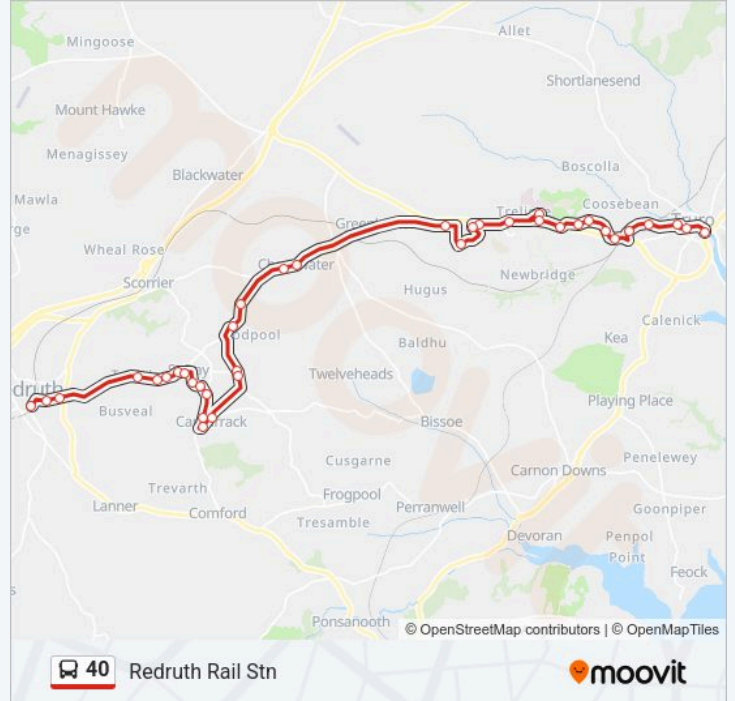 Allet
Mingoose
Shortlanesend
Mount Hawke
Menagissey
Boscolla
Blackwater
Mawla
Coosebean
Truro
Wheal Rose
Scorrier
Newbridge
Hugus
Calenick
Kea
Baldhu
Twelveheads
Playing Place
Busveal
Bissoe
Cusgarne
Penelewey
Carnon Downs
Trevarth
Frogpool
Perranwell
Goonpiper
Lanner
Comford
Tresamble
Devoran
Penpol
Point
Feock
Ponsanooth
© OpenStreetMap contributors | © OpenMapTiles
40 Redruth Rail Stn
moovit